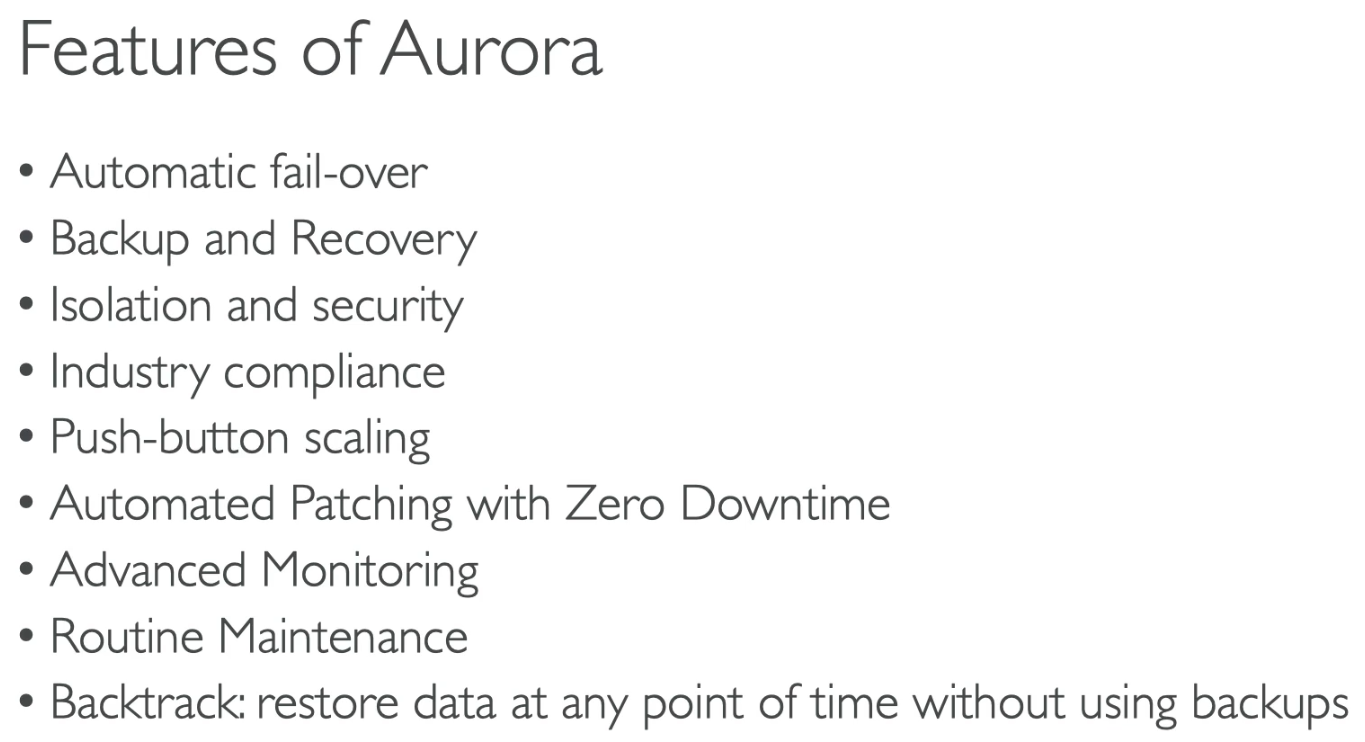 Features of Aurora
• Automatic fail-over
• Backup and Recovery
• Isolation and security
• Industry compliance
• Push-button scaling
• Automated Patching with Zero Downtime
• Advanced Monitoring
• Routine Maintenance
• Backtrack: restore data at any point of time without using backups